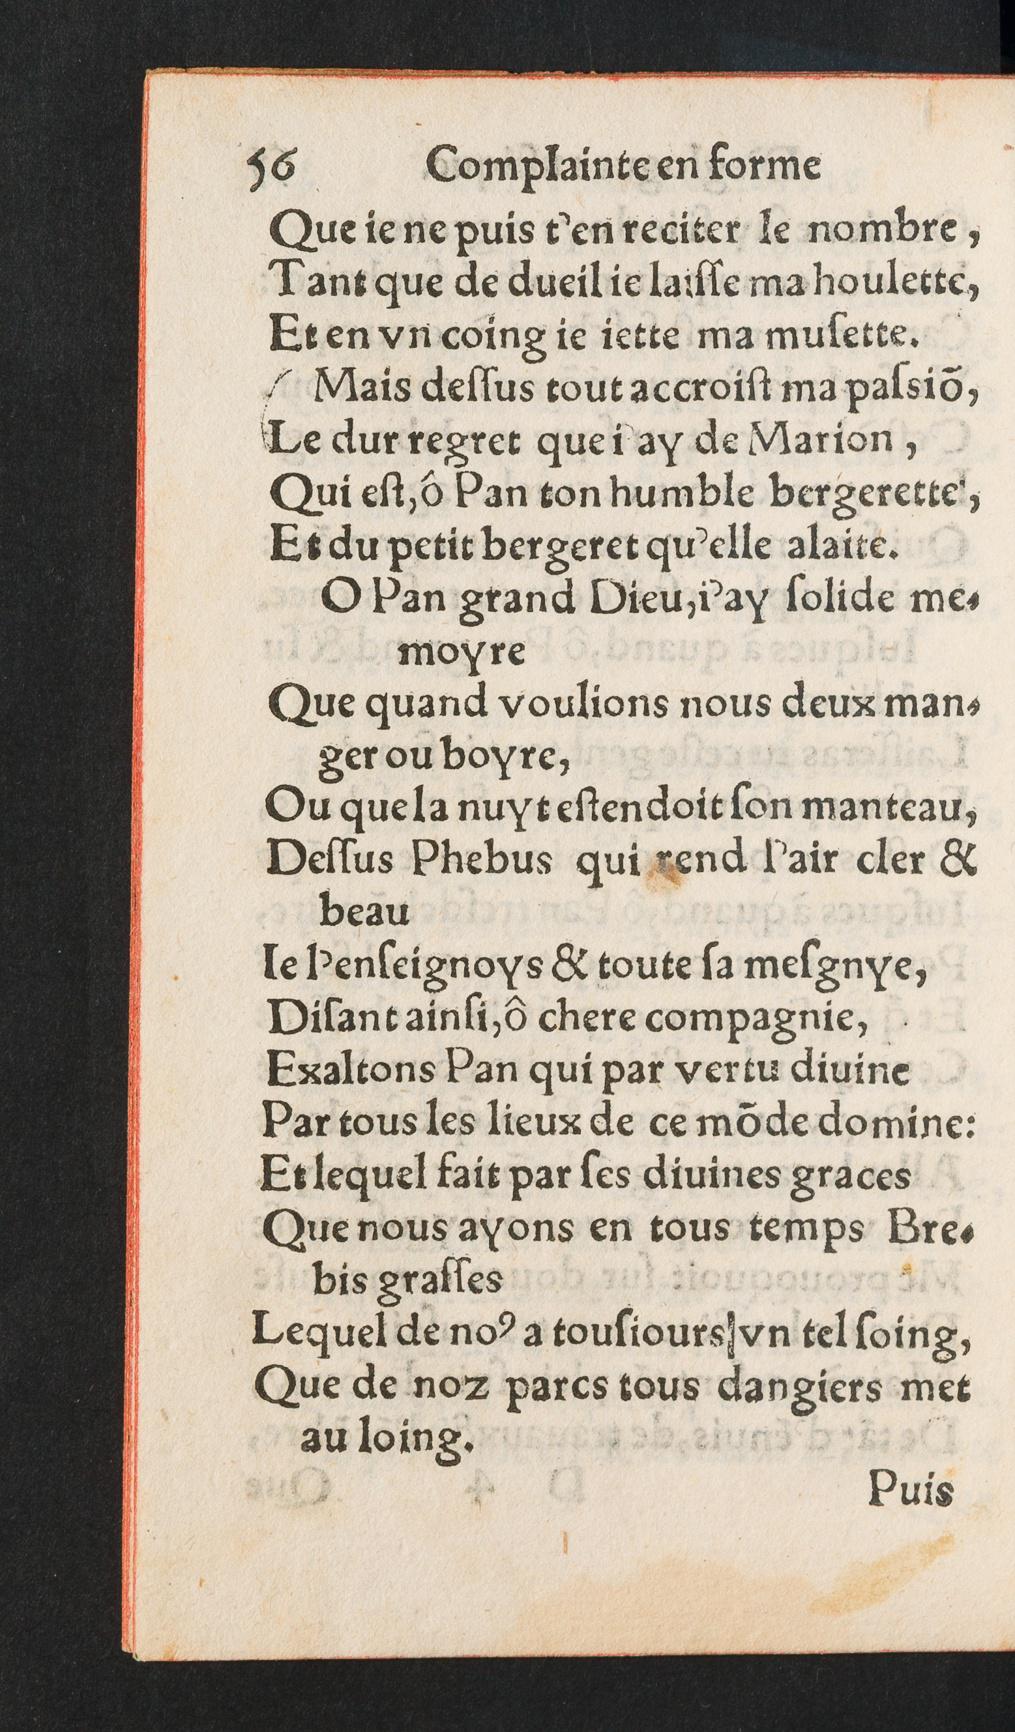 56 Complainte en forme
Que ie ne puis t'en reciter le nombre,
Tant que de dueil ie laiſſe ma houlette,
Et en vn coing ie iette ma muſette.
Mais deſſus tout accroiſt ma paſsiõ,
Le dur regret que i'ay de Marion,
Qui eſt, ô Pan ton humble bergerette,
Et du petit bergeret qu'elle alaite.
O Pan grand Dieu, i'ay ſolide me-
moyre
Que quand voulions nous deux man-
ger ou boyre,
Ou que la nuyt eſtendoit ſon manteau,
Deſſus Phebus qui rend l'air cler &
beau
Ie l'enſeignoys & toute ſa meſgnye,
Diſant ainſi, ô chere compagnie,
Exaltons Pan qui par vertu diuine
Par tous les lieux de ce mõde domine:
Et lequel fait par ſes diuines graces
Que nous ayons en tous temps Bre-
bis graſſes
Lequel de noꝰ a touſiours vn tel ſoing,
Que de noz parcs tous dangiers met
au loing.
Puis